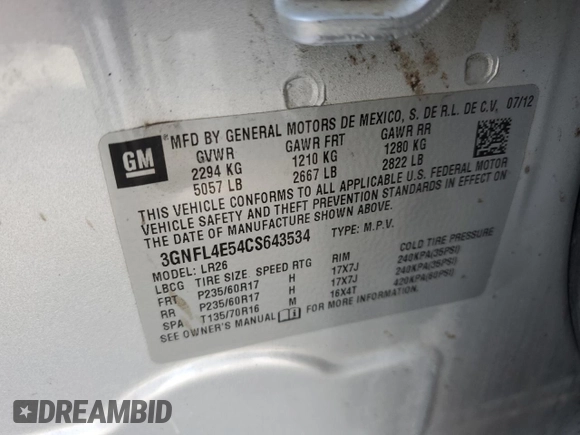 GM
*MFD BY GENERAL MOTORS DE MEXICO, S. DE R.L. DE C.V, 07/12
GVWR GAWR FRT GAWR RR
2294 KG 1210 KG 1280 KG
5057 LB 2667 LB 2822 LB
THIS VEHICLE CONFORMS TO ALL APPLICABLE U.S. FEDERAL MOTOR
VEHICLE SAFETY AND THEFT PREVENTION STANDARDS IN EFFECT ON
THE DATE OF MANUFACTURE SHOWN ABOVE.
3GNFL4E54CS643534 TYPE: M.P.V.
MODEL: LR26
LBCG TIRE SIZE SPEED RTG RIM COLD TIRE PRESSURE
FRT P235/60R17 H 17X7J 240KPA(35PSI)
RR P235/60R17 H 17X7J 240KPA(35PSI)
SPA T135/70R16 M 16X4T 420KPA(60PSI)
SEE OWNER'S MANUAL FOR MORE INFORMATION.
DREAMBID